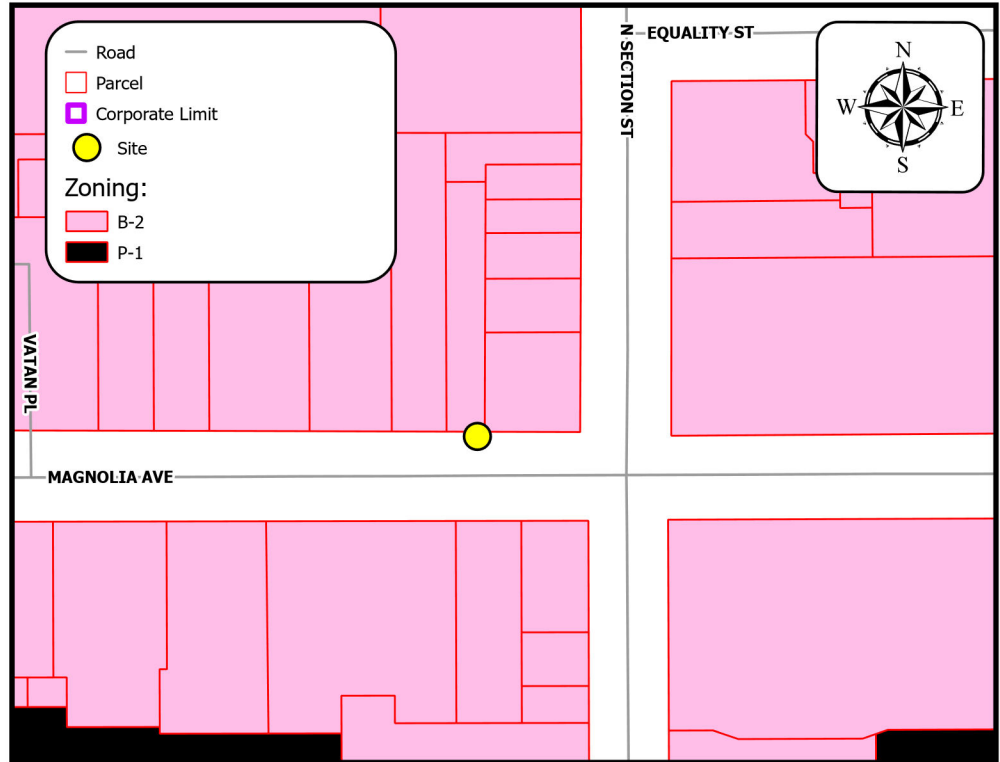 Road
Parcel
Corporate Limit
Site
Zoning:
B-2
P-1
N SECTION ST
EQUALITY ST
N
W
E
S
VATAN PL
MAGNOLIA AVE